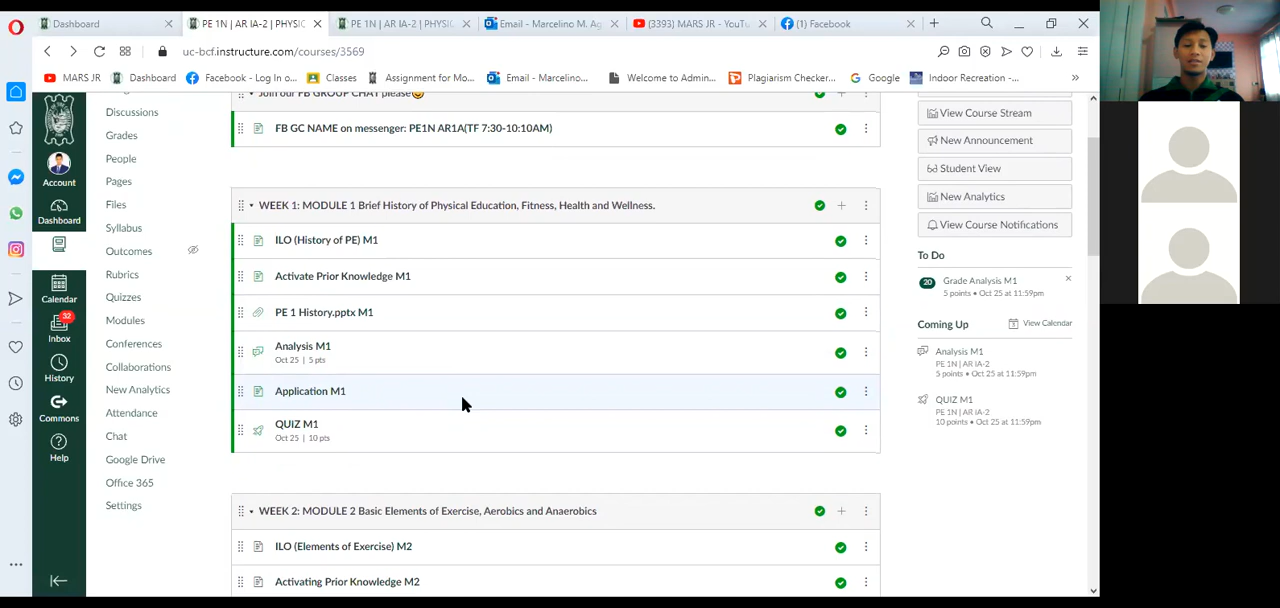 Dashboard
PE 1N | AR IA-2 | PHYSIC
PE 1N | AR IA-2 | PHYSIC
Email - Marcelino M. Ag
(3393) MARS JR - YouTu
(1) Facebook
uc-bcf.instructure.com/courses/3569
MARS JR
Dashboard
Facebook - Log In o...
Classes
Assignment for Mo...
Email - Marcelino...
Welcome to Admin...
Plagiarism Checker...
Google
Indoor Recreation -...
»
Account
Dashboard
Calendar
32
Inbox
History
Commons
Help
Discussions
Grades
People
Pages
Files
Syllabus
Outcomes
Rubrics
Quizzes
Modules
Conferences
Collaborations
New Analytics
Attendance
Chat
Google Drive
Office 365
Settings
Join our FB GROUP CHAT please
FB GC NAME on messenger: PE1N AR1A(TF 7:30-10:10AM)
WEEK 1: MODULE 1 Brief History of Physical Education, Fitness, Health and Wellness.
ILO (History of PE) M1
Activate Prior Knowledge M1
PE 1 History.pptx M1
Analysis M1
Oct 25 | 5 pts
Application M1
QUIZ M1
Oct 25 | 10 pts
WEEK 2: MODULE 2 Basic Elements of Exercise, Aerobics and Anaerobics
ILO (Elements of Exercise) M2
Activating Prior Knowledge M2
View Course Stream
New Announcement
Student View
New Analytics
View Course Notifications
To Do
20
Grade Analysis M1
5 points • Oct 25 at 11:59pm
Coming Up
View Calendar
Analysis M1
PE 1N | AR IA-2
5 points • Oct 25 at 11:59pm
QUIZ M1
PE 1N | AR IA-2
10 points • Oct 25 at 11:59pm